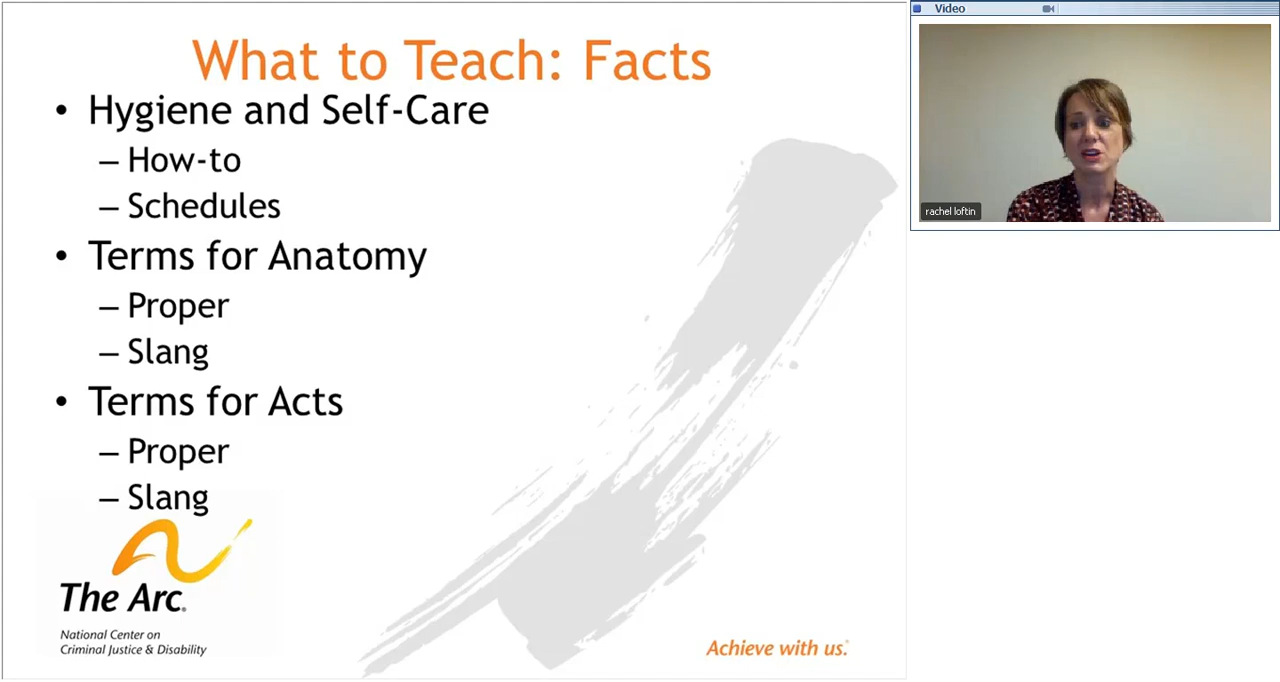 What to Teach: Facts
• Hygiene and Self-Care
– How-to
– Schedules
• Terms for Anatomy
– Proper
– Slang
• Terms for Acts
– Proper
– Slang
The Arc®
National Center on
Criminal Justice & Disability
Achieve with us.®
Video
rachel loftin